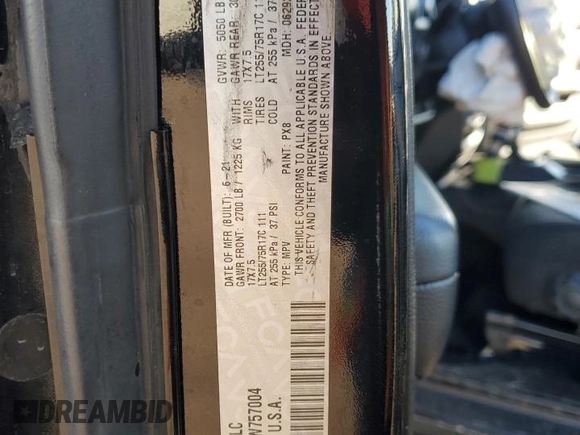 DATE OF MFR (BUILT): 6-21 GVWR: 5050 LB
GAWR FRONT: 2700 LB / 1225 KG WITH GAWR REAR:
17X7.5 RIMS 17X7.5
LT255/75R17C 111 TIRES LT255/75R17C 111
AT 255 kPa / 37 PSI COLD AT 255 kPa / 37
TYPE: MPV PAINT: PX8 MDH: 0629
THIS VEHICLE CONFORMS TO ALL APPLICABLE U.S.A. FEDER
SAFETY AND THEFT PREVENTION STANDARDS IN EFFECT
MANUFACTURE SHOWN ABOVE.
FCA
LC
W757004
U.S.A.